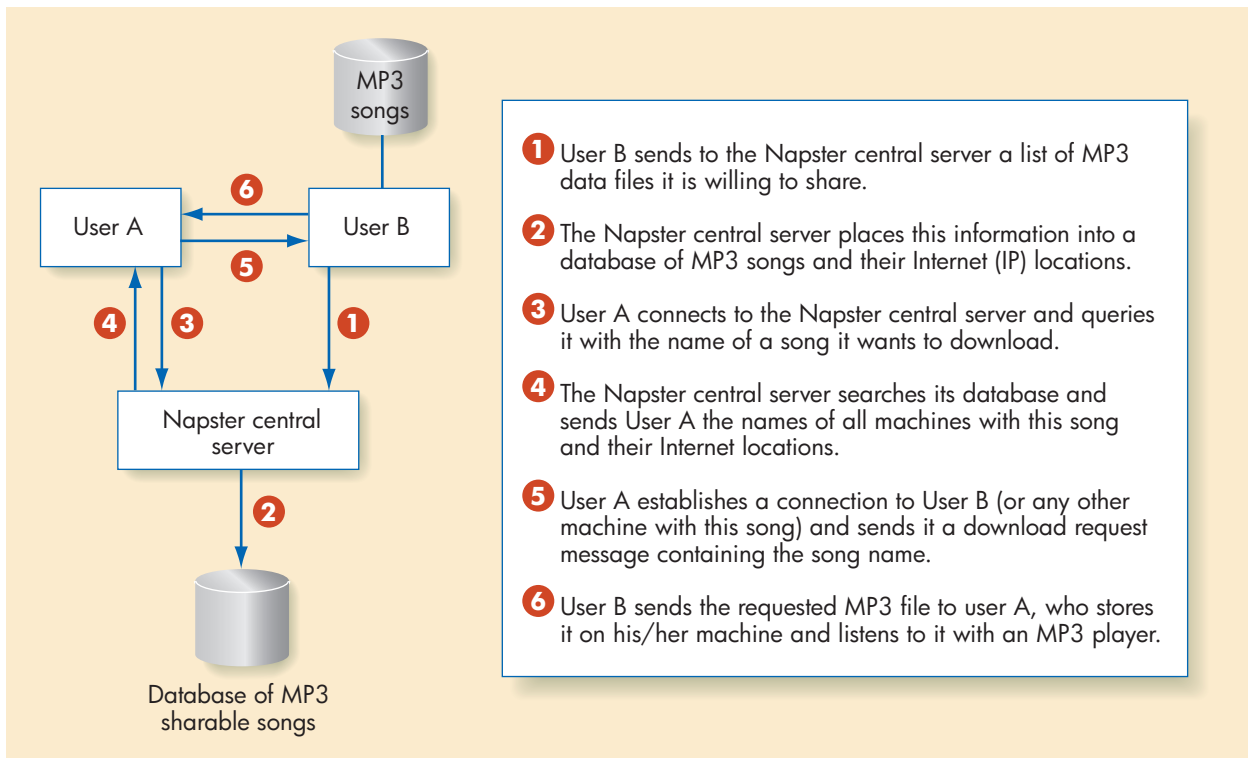 MP3
songs
6
User A
User B
5
4
3
1
Napster central
server
2
Database of MP3
sharable songs
1 User B sends to the Napster central server a list of MP3
data files it is willing to share.
2 The Napster central server places this information into a
database of MP3 songs and their Internet (IP) locations.
3 User A connects to the Napster central server and queries
it with the name of a song it wants to download.
4 The Napster central server searches its database and
sends User A the names of all machines with this song
and their Internet locations.
5 User A establishes a connection to User B (or any other
machine with this song) and sends it a download request
message containing the song name.
6 User B sends the requested MP3 file to user A, who stores
it on his/her machine and listens to it with an MP3 player.